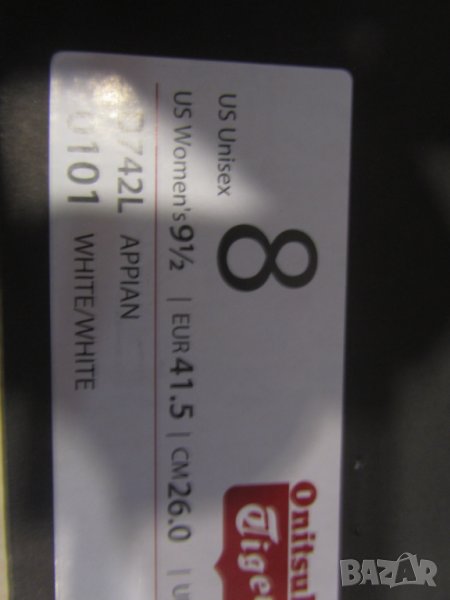 US Unisex 8
US Women's 9½ | EUR 41.5 | CM 26.0 |
742L APPIAN
0101 WHITE/WHITE
Tiger
BAZAR